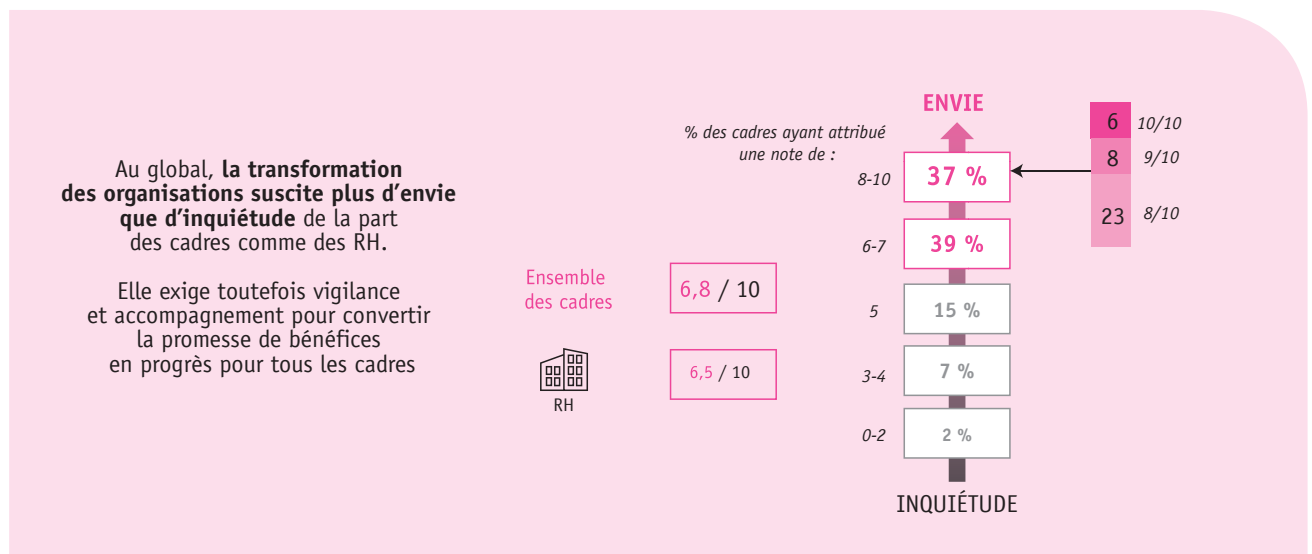 Au global, la transformation
des organisations suscite plus d'envie
que d'inquiétude de la part
des cadres comme des RH.
Elle exige toutefois vigilance
et accompagnement pour convertir
la promesse de bénéfices
en progrès pour tous les cadres
Ensemble
des cadres
6,8 / 10
RH
6,5 / 10
% des cadres ayant attribué
une note de :
ENVIE
8-10 37 %
6-7 39 %
5 15 %
3-4 7 %
0-2 2 %
INQUIÉTUDE
6 10/10
8 9/10
23 8/10